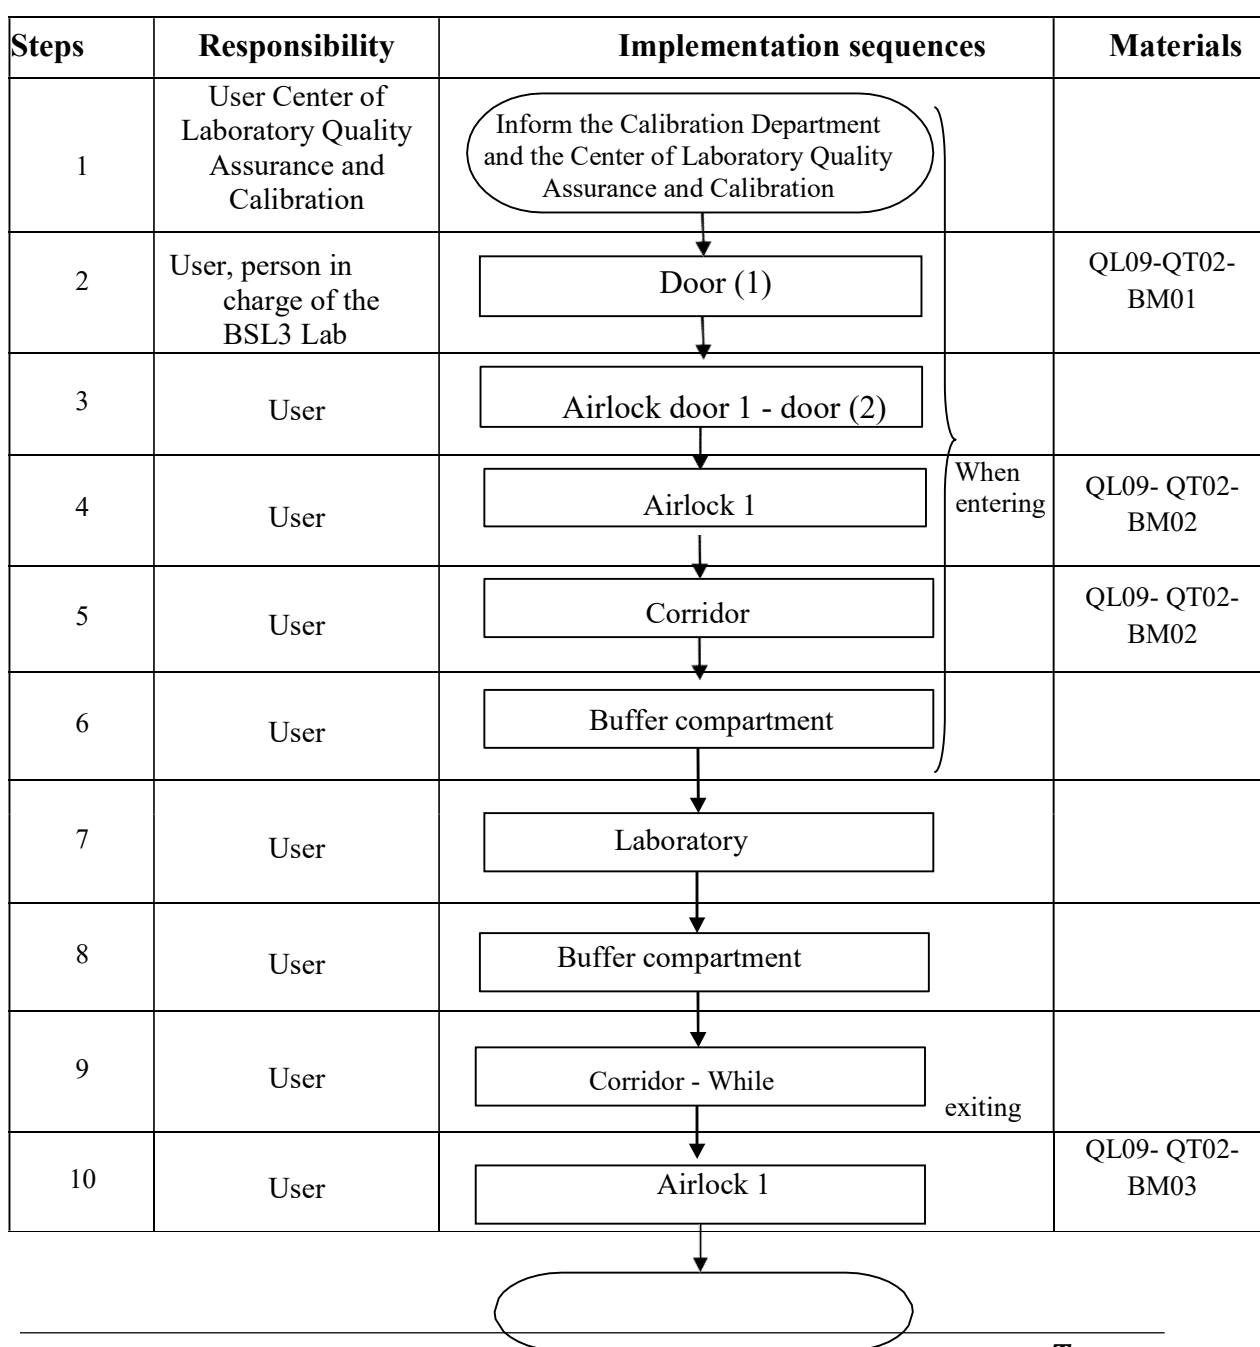 Steps Responsibility Implementation sequences Materials
1
User Center of
Laboratory Quality
Assurance and
Calibration
Inform the Calibration Department
and the Center of Laboratory Quality
Assurance and Calibration
2
User, person in
charge of the
BSL3 Lab
Door (1)
QL09-QT02-
BM01
3
User
Airlock door 1 - door (2)
When
entering
4
User
Airlock 1
QL09- QT02-
BM02
5
User
Corridor
QL09- QT02-
BM02
6
User
Buffer compartment
7
User
Laboratory
8
User
Buffer compartment
9
User
Corridor - While
exiting
10
User
Airlock 1
QL09- QT02-
BM03